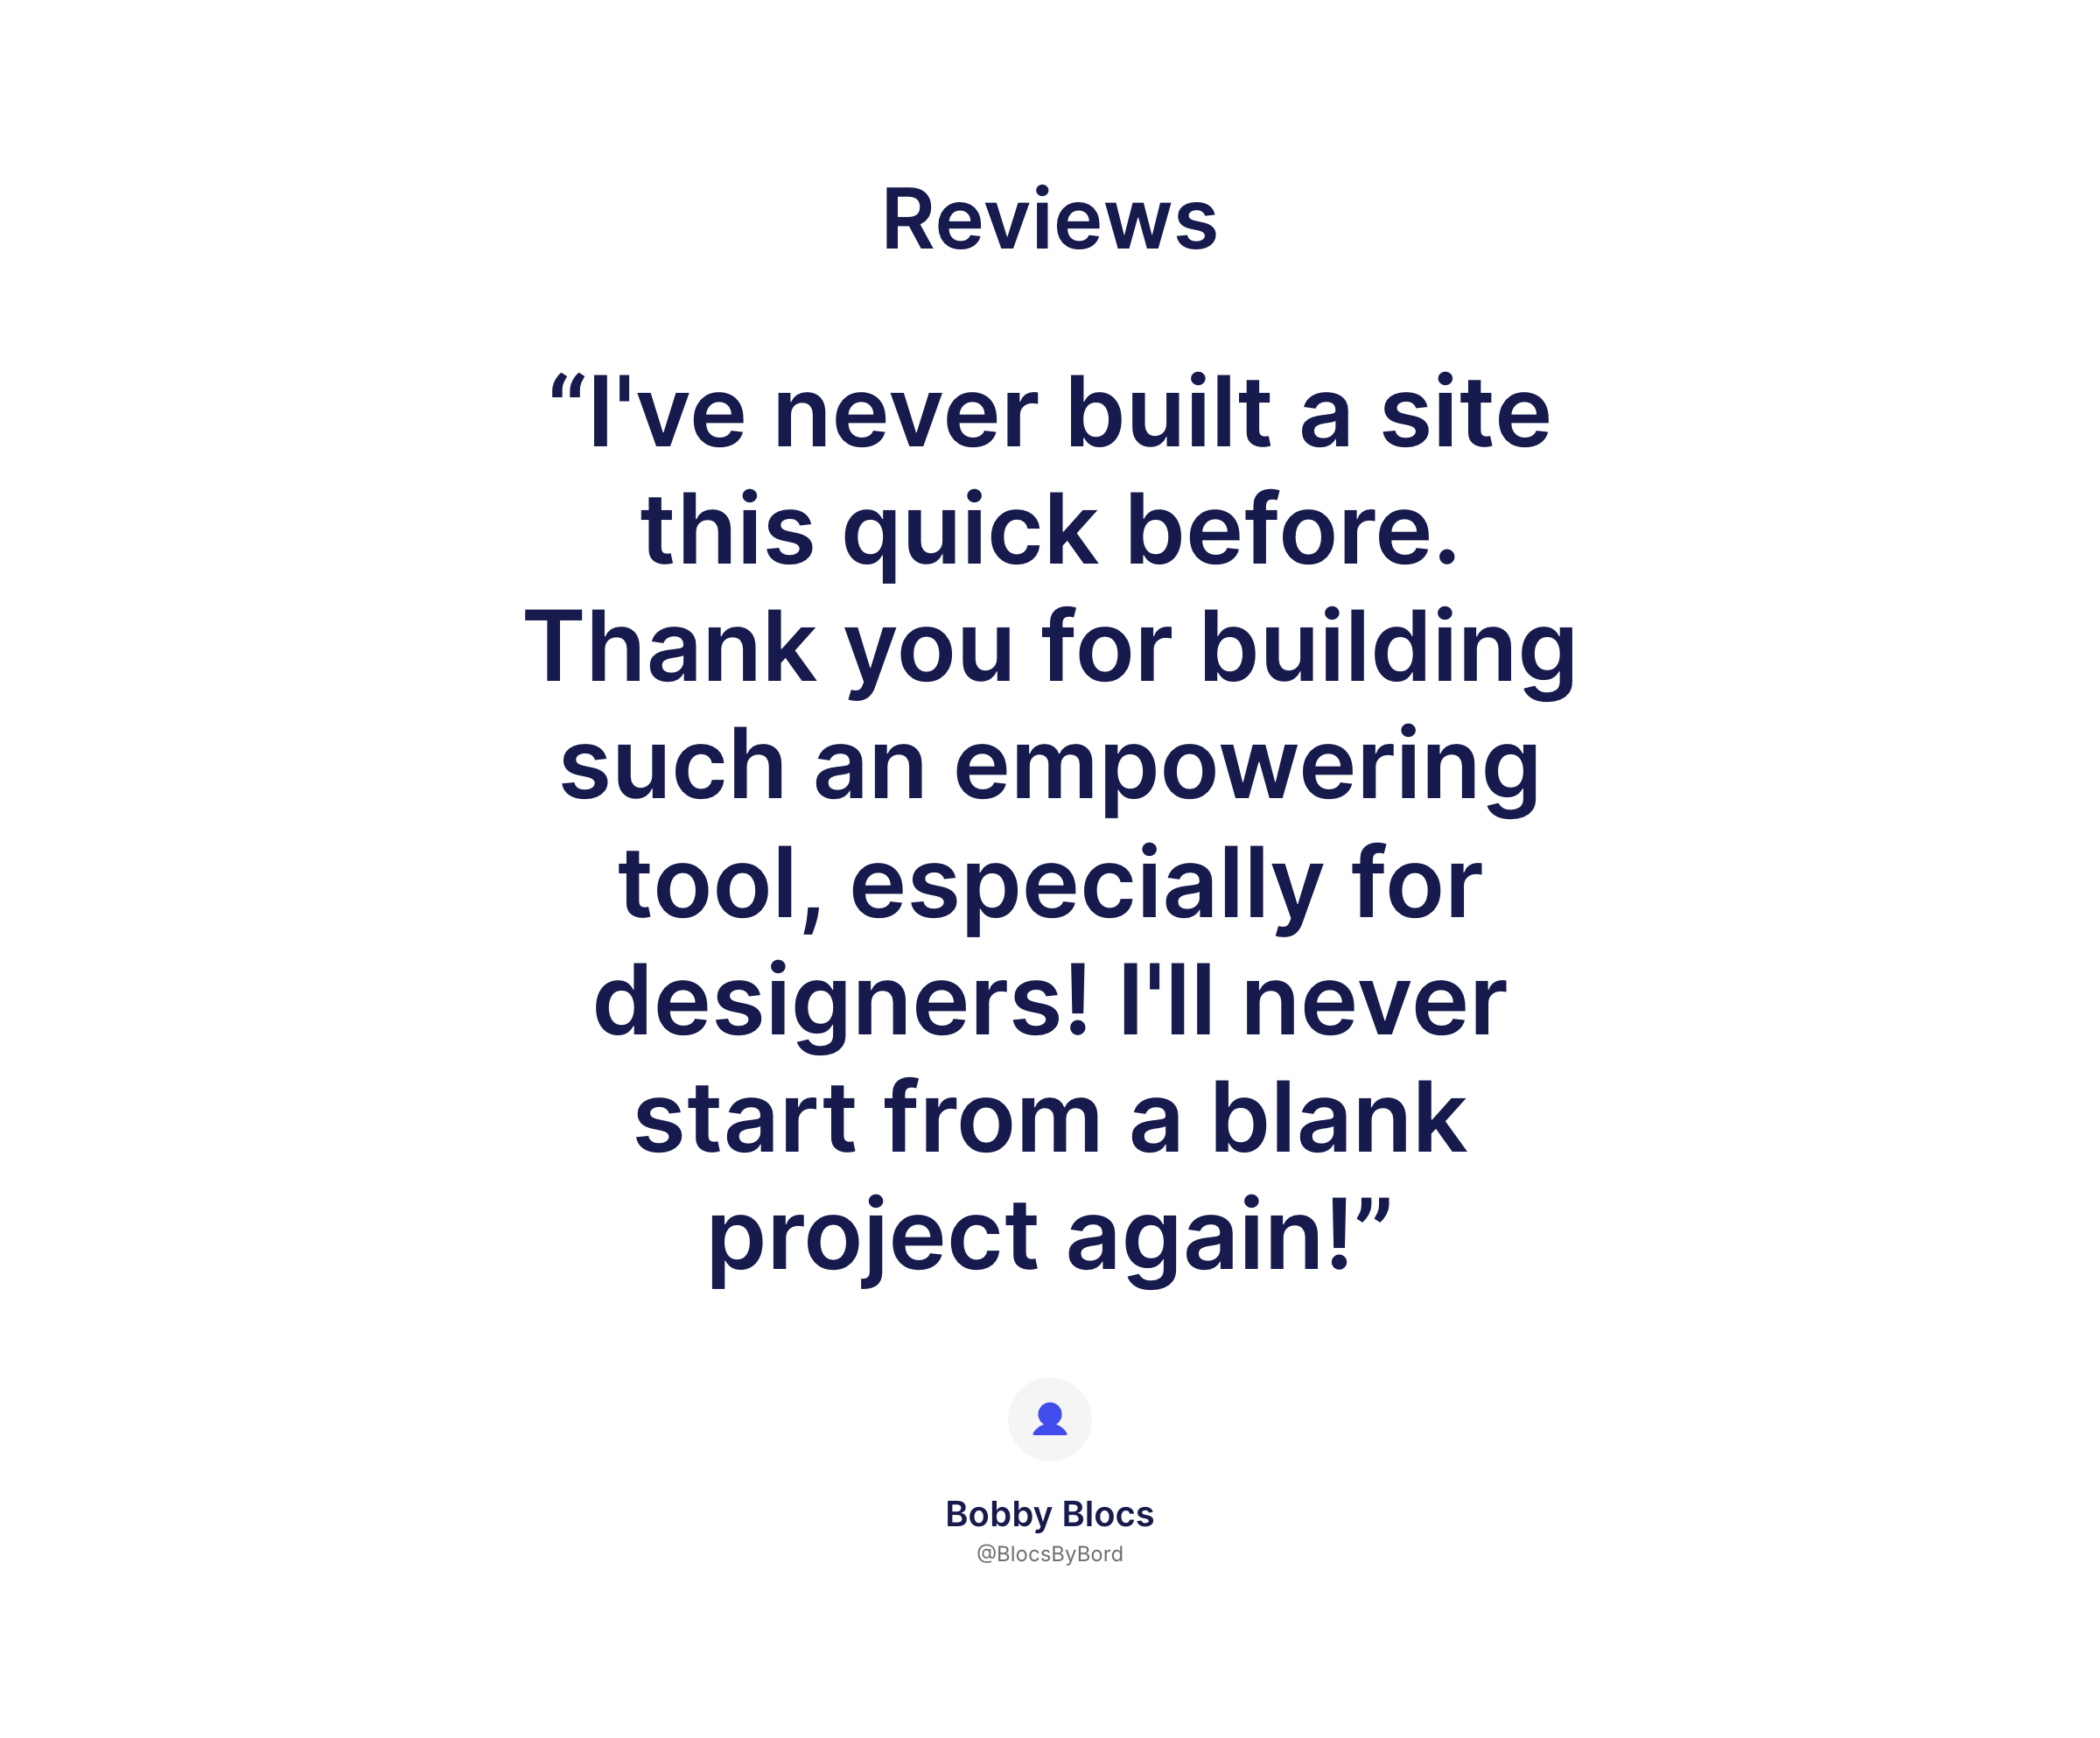 Reviews
“I've never built a site
this quick before.
Thank you for building
such an empowering
tool, especially for
designers! I'll never
start from a blank
project again!”
Bobby Blocs
@BlocsByBord